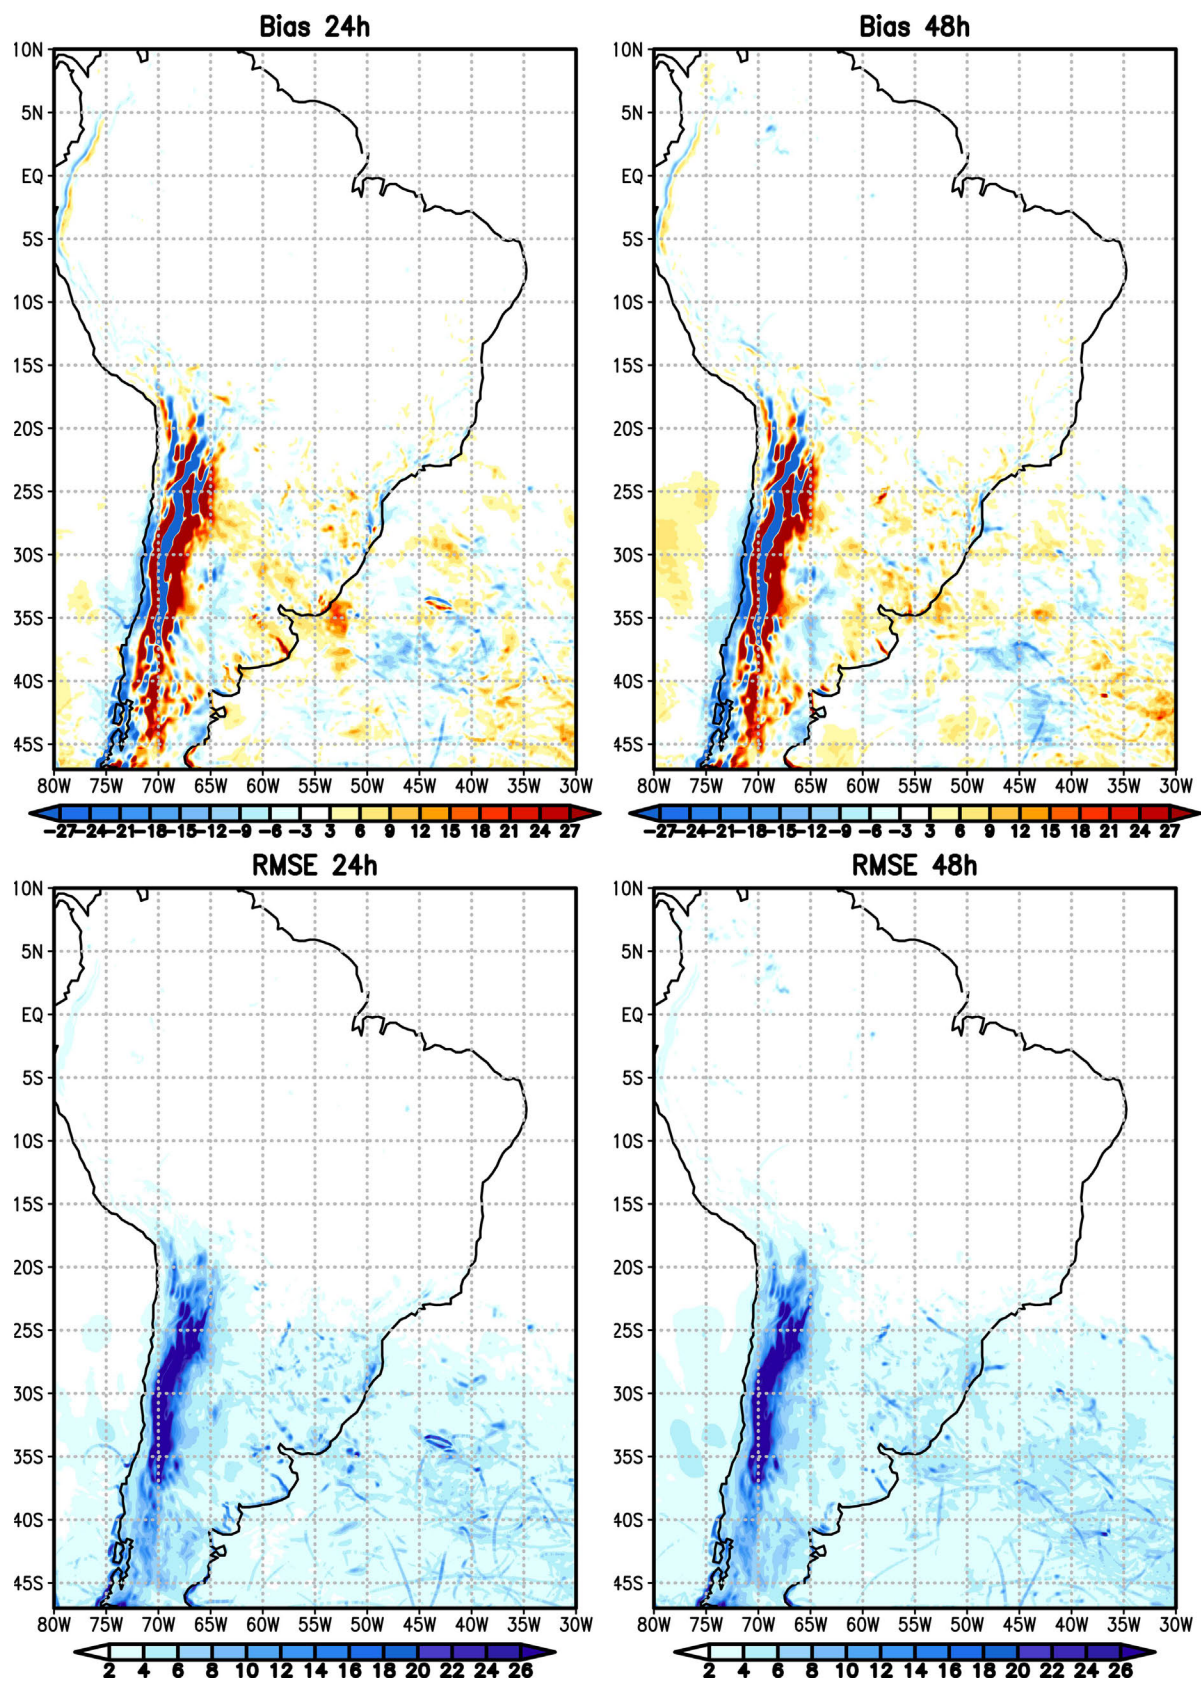 Bias 24h
10N
5N
EQ
5S
10S
15S
20S
25S
30S
35S
40S
45S
80W 75W 70W 65W 60W 55W 50W 45W 40W 35W 30W
-27 -24 -21 -18 -15 -12 -9 -6 -3 3 6 9 12 15 18 21 24 27
Bias 48h
10N
5N
EQ
5S
10S
15S
20S
25S
30S
35S
40S
45S
80W 75W 70W 65W 60W 55W 50W 45W 40W 35W 30W
-27 -24 -21 -18 -15 -12 -9 -6 -3 3 6 9 12 15 18 21 24 27
RMSE 24h
10N
5N
EQ
5S
10S
15S
20S
25S
30S
35S
40S
45S
80W 75W 70W 65W 60W 55W 50W 45W 40W 35W 30W
2 4 6 8 10 12 14 16 18 20 22 24 26
RMSE 48h
10N
5N
EQ
5S
10S
15S
20S
25S
30S
35S
40S
45S
80W 75W 70W 65W 60W 55W 50W 45W 40W 35W 30W
2 4 6 8 10 12 14 16 18 20 22 24 26